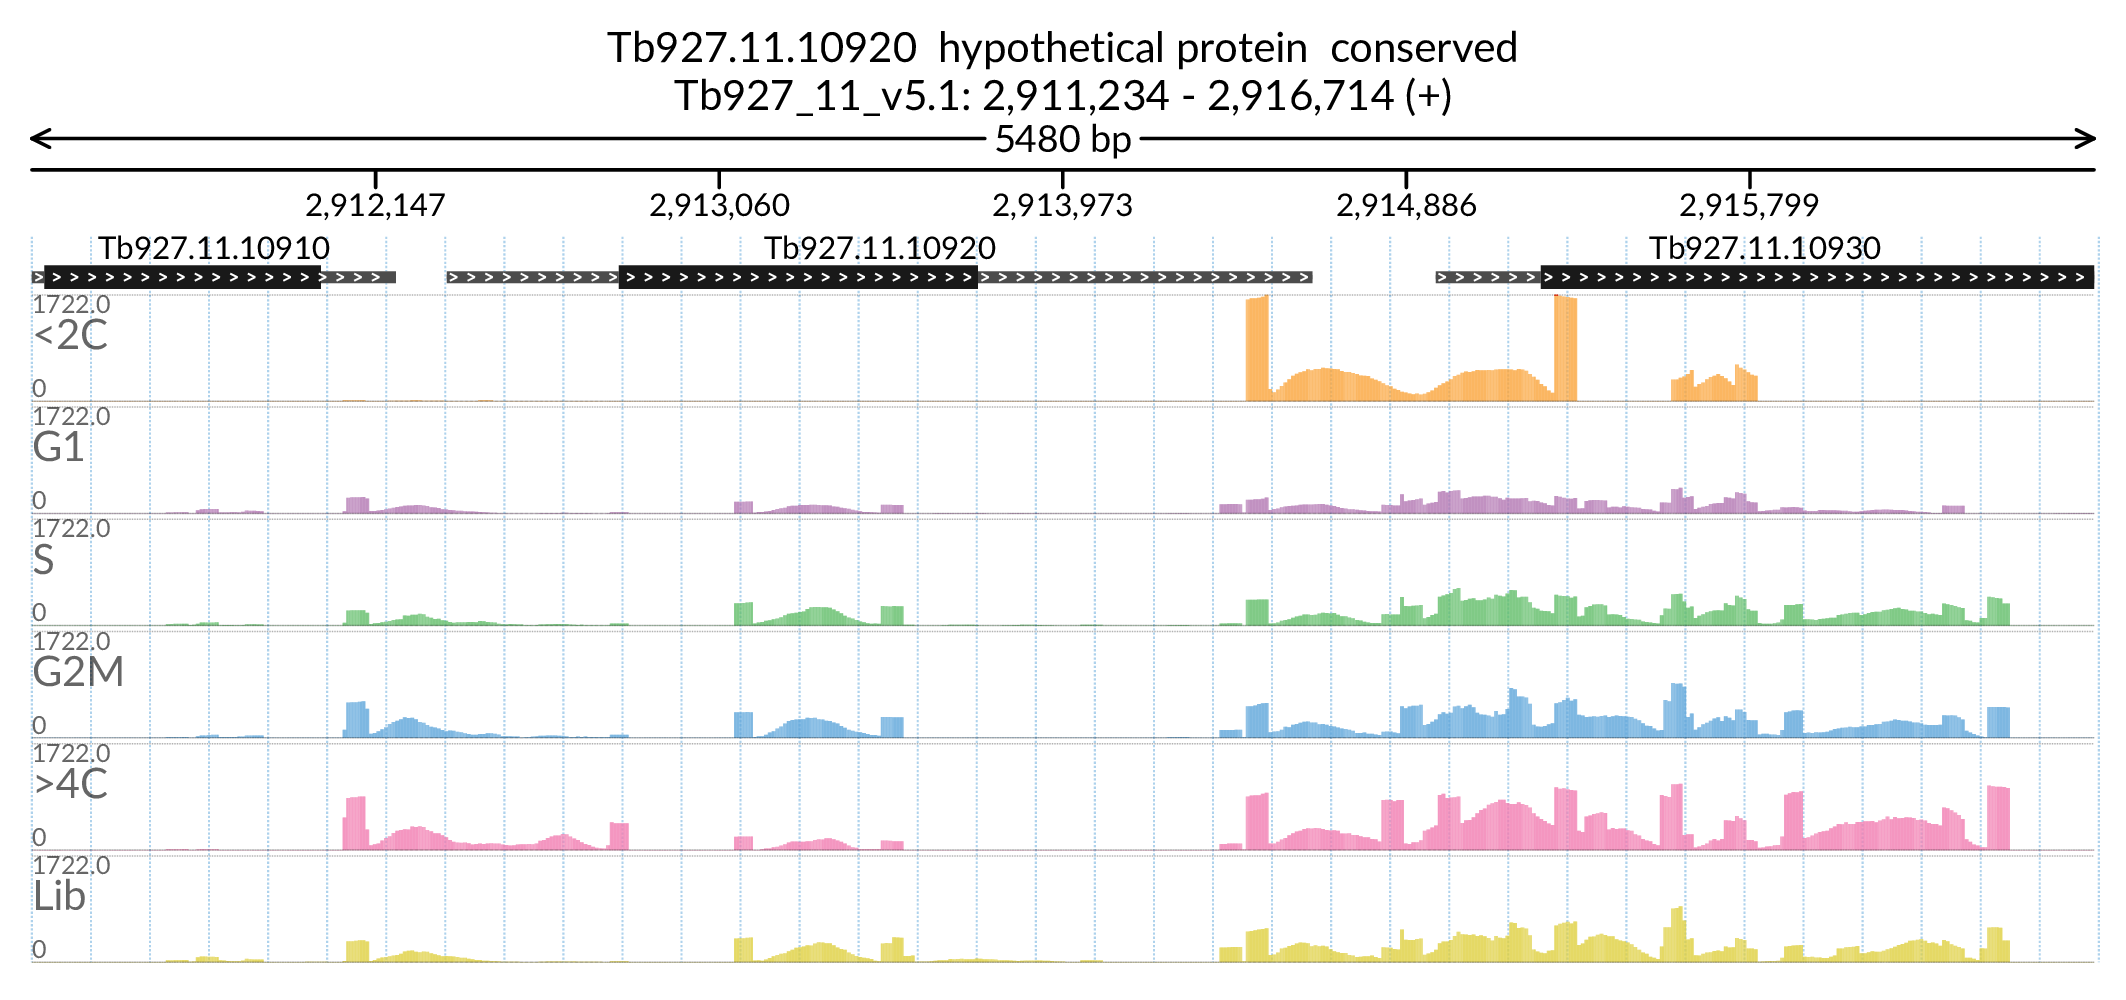 Tb927.11.10920  hypothetical protein  conserved
Tb927_11_v5.1: 2,911,234 - 2,916,714 (+)
5480 bp
2,912,147 2,913,060 2,913,973 2,914,886 2,915,799
Tb927.11.10910 Tb927.11.10920 Tb927.11.10930
1722.0
<2C
0
1722.0
G1
0
1722.0
S
0
1722.0
G2M
0
1722.0
>4C
0
1722.0
Lib
0